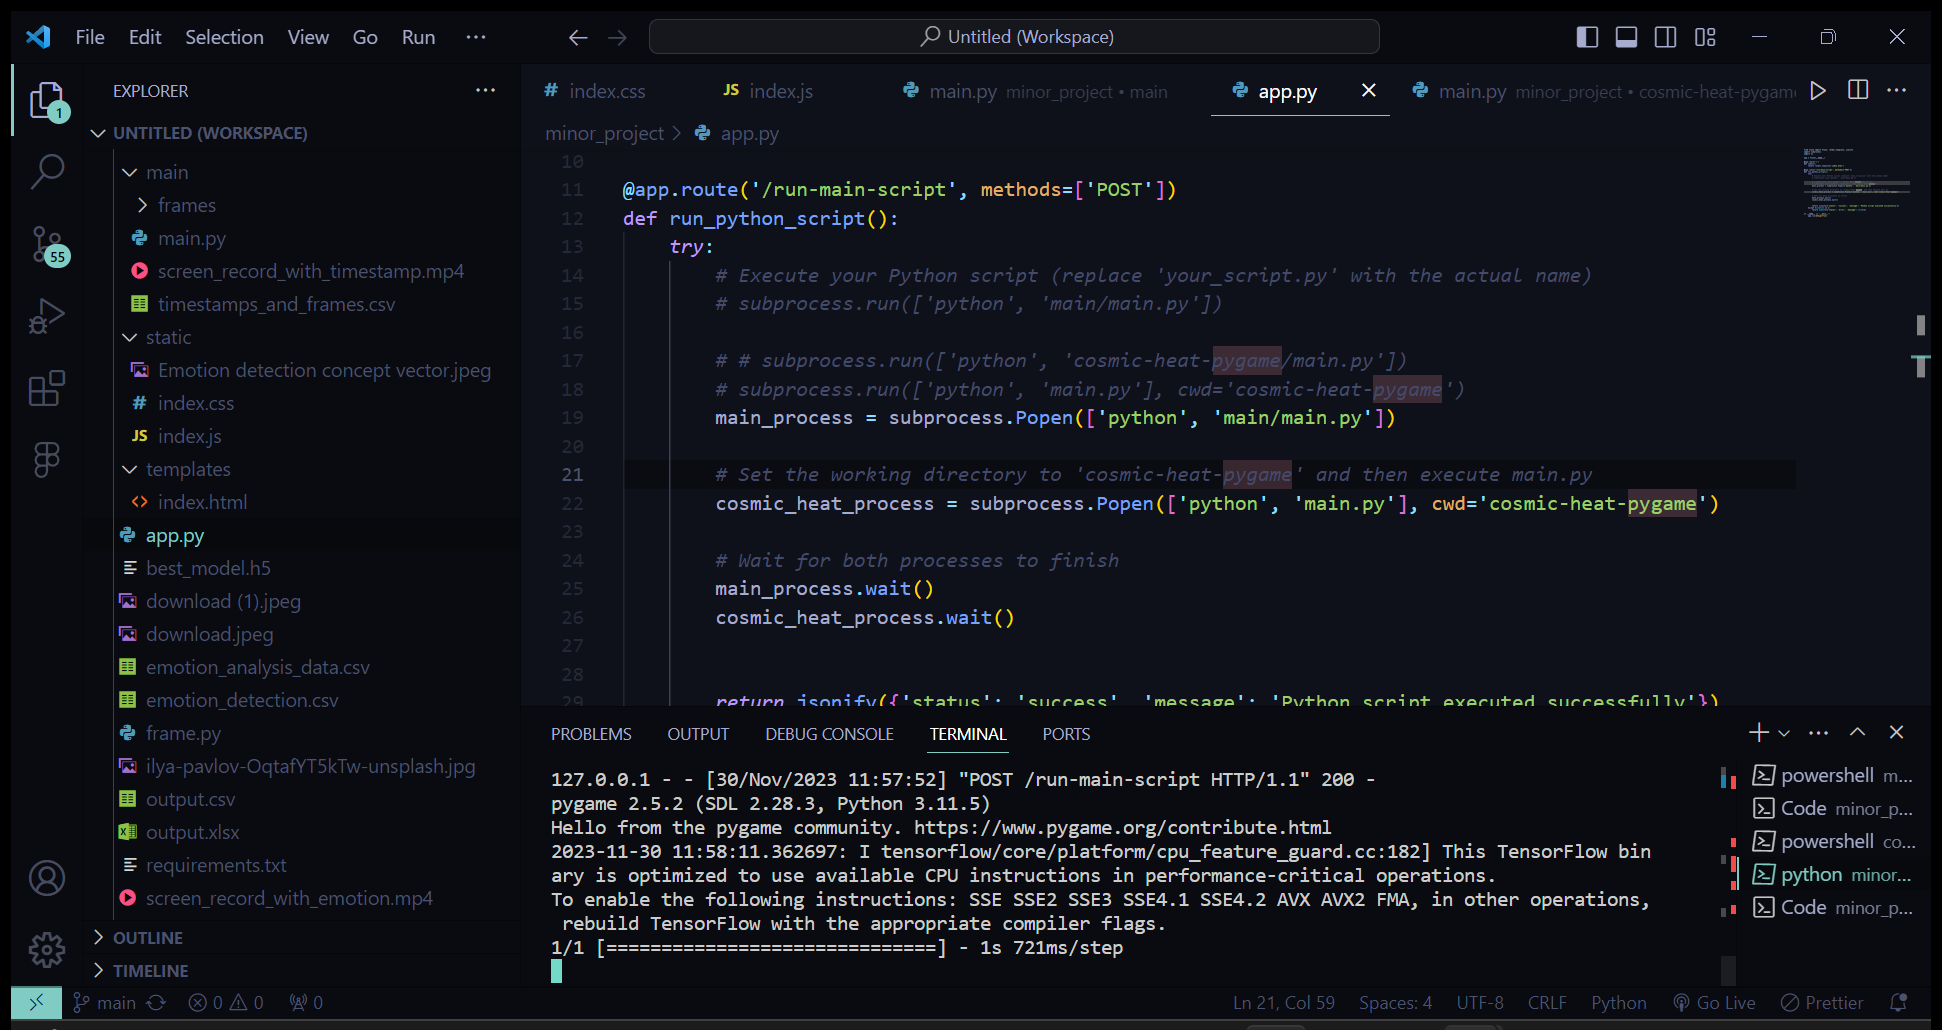 File Edit Selection View Go Run ···
Untitled (Workspace)
EXPLORER
1
UNTITLED (WORKSPACE)
main
frames
main.py
screen_record_with_timestamp.mp4
timestamps_and_frames.csv
static
Emotion detection concept vector.jpeg
# index.css
JS index.js
templates
<> index.html
app.py
best_model.h5
download (1).jpeg
download.jpeg
emotion_analysis_data.csv
emotion_detection.csv
frame.py
ilya-pavlov-OqtafYT5kTw-unsplash.jpg
output.csv
output.xlsx
requirements.txt
screen_record_with_emotion.mp4
OUTLINE
TIMELINE
55
# index.css JS index.js main.py minor_project • main app.py main.py minor_project • cosmic-heat-pygam
minor_project > app.py
10
11 @app.route('/run-main-script', methods=['POST'])
12 def run_python_script():
13 try:
14 # Execute your Python script (replace 'your_script.py' with the actual name)
15 # subprocess.run(['python', 'main/main.py'])
16
17 # # subprocess.run(['python', 'cosmic-heat-pygame/main.py'])
18 # subprocess.run(['python', 'main.py'], cwd='cosmic-heat-pygame')
19 main_process = subprocess.Popen(['python', 'main/main.py'])
20
21 # Set the working directory to 'cosmic-heat-pygame' and then execute main.py
22 cosmic_heat_process = subprocess.Popen(['python', 'main.py'], cwd='cosmic-heat-pygame')
23
24 # Wait for both processes to finish
25 main_process.wait()
26 cosmic_heat_process.wait()
27
28
29 return jsonify({'status': 'success', 'message': 'Python script executed successfully'})
PROBLEMS OUTPUT DEBUG CONSOLE TERMINAL PORTS
127.0.0.1 - - [30/Nov/2023 11:57:52] "POST /run-main-script HTTP/1.1" 200 -
pygame 2.5.2 (SDL 2.28.3, Python 3.11.5)
Hello from the pygame community. https://www.pygame.org/contribute.html
2023-11-30 11:58:11.362697: I tensorflow/core/platform/cpu_feature_guard.cc:182] This TensorFlow bin
ary is optimized to use available CPU instructions in performance-critical operations.
To enable the following instructions: SSE SSE2 SSE3 SSE4.1 SSE4.2 AVX AVX2 FMA, in other operations,
rebuild TensorFlow with the appropriate compiler flags.
1/1 [==============================] - 1s 721ms/step
powershell m...
Code minor_p...
powershell co...
python minor...
Code minor_p...
main 0 0 0
Ln 21, Col 59 Spaces: 4 UTF-8 CRLF Python Go Live Prettier